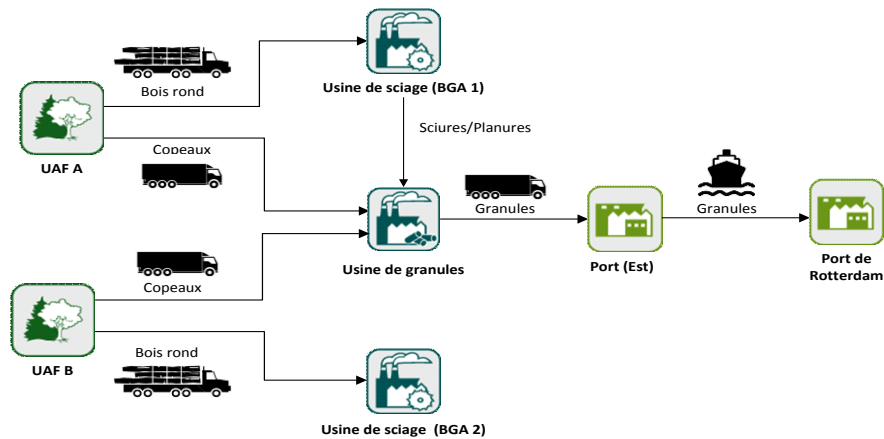 Bois rond
Usine de sciage (BGA 1)
Sciures/Planures
UAF A
Copeaux
Granules
Granules
Usine de granules
Port (Est)
Port de
Rotterdam
Copeaux
Bois rond
UAF B
Usine de sciage  (BGA 2)